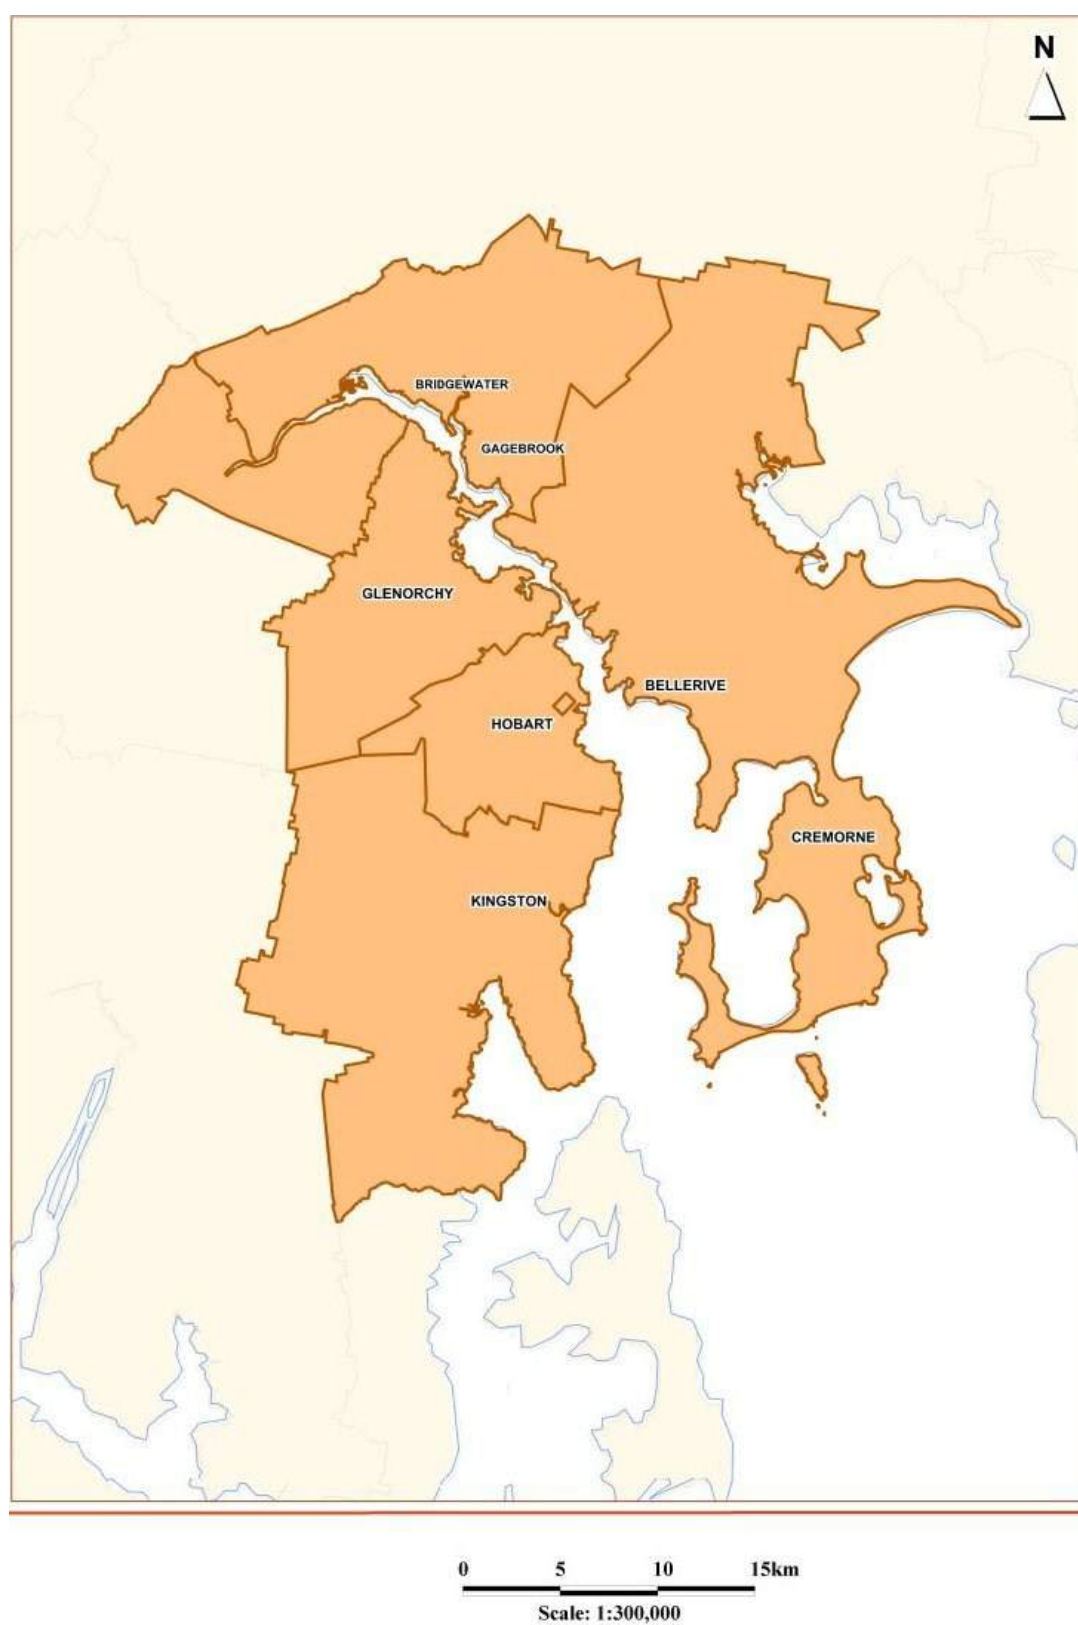 N
BRIDGEWATER
GAGEBROOK
GLENORCHY
BELLERIVE
HOBART
CREMORNE
KINGSTON
0 5 10 15km
Scale: 1:300,000